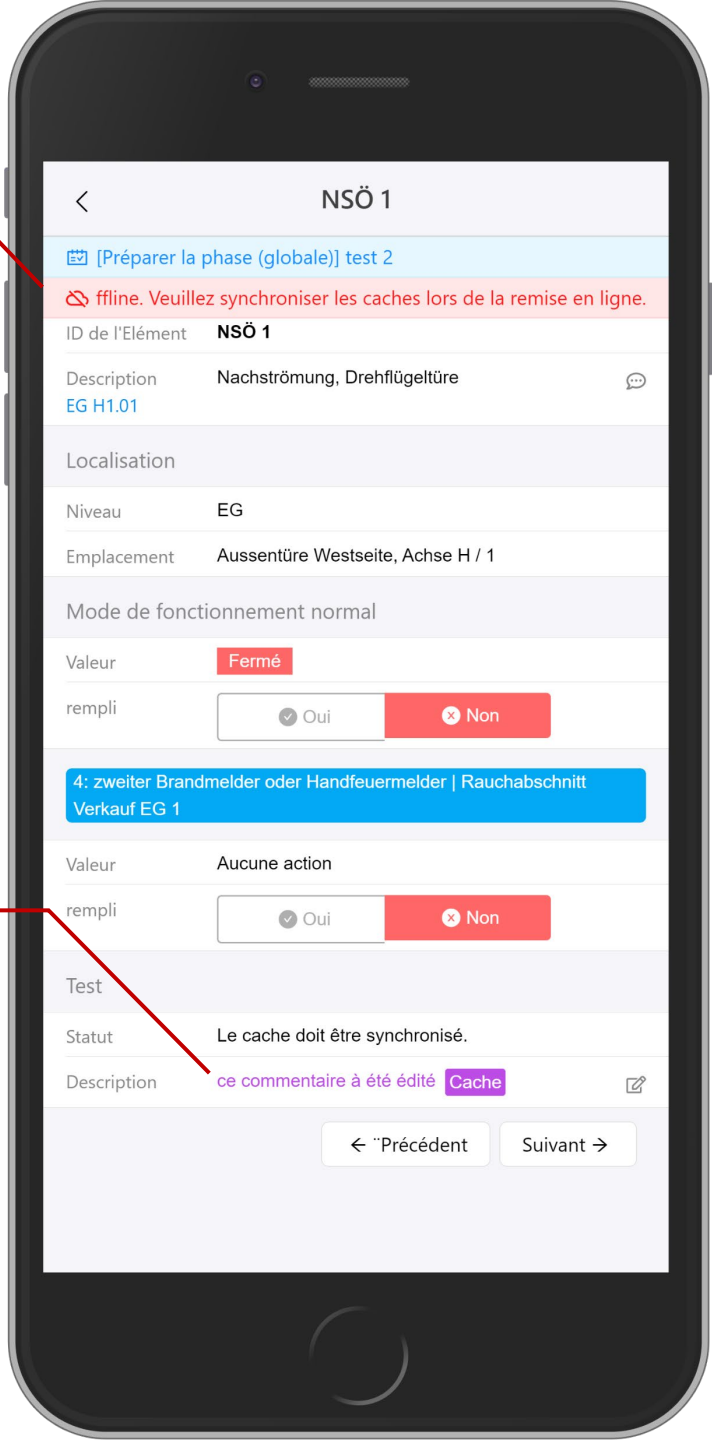 NSÖ 1
[Préparer la phase (globale)] test 2
ffline. Veuillez synchroniser les caches lors de la remise en ligne.
ID de l'Elément NSÖ 1
Description Nachströmung, Drehflügeltüre
EG H1.01
Localisation
Niveau EG
Emplacement Aussentüre Westseite, Achse H / 1
Mode de fonctionnement normal
Valeur Fermé
rempli Oui Non
4: zweiter Brandmelder oder Handfeuermelder | Rauchabschnitt
Verkauf EG 1
Valeur Aucune action
rempli Oui Non
Test
Statut Le cache doit être synchronisé.
Description ce commentaire à été édité Cache
← ¨Précédent Suivant →